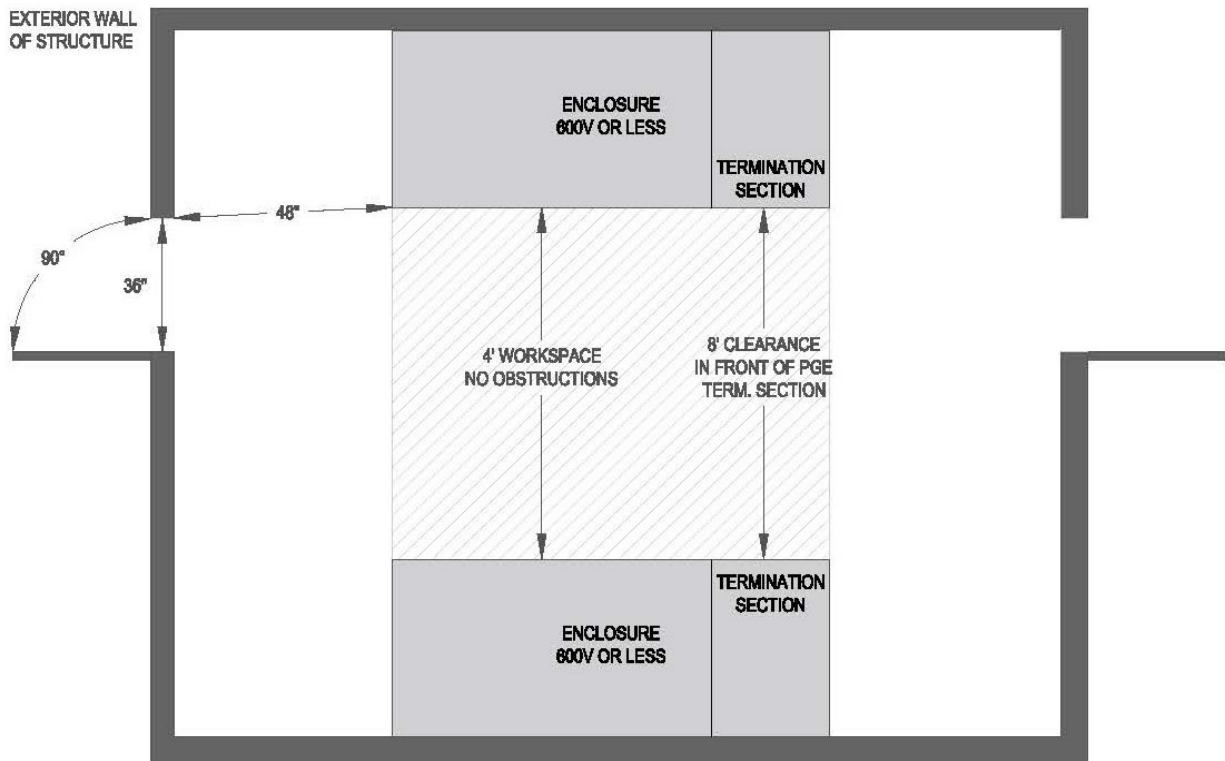 EXTERIOR WALL
OF STRUCTURE
ENCLOSURE
600V OR LESS
TERMINATION
SECTION
48"
90°
36"
4' WORKSPACE
NO OBSTRUCTIONS
8' CLEARANCE
IN FRONT OF PGE
TERM. SECTION
TERMINATION
SECTION
ENCLOSURE
600V OR LESS